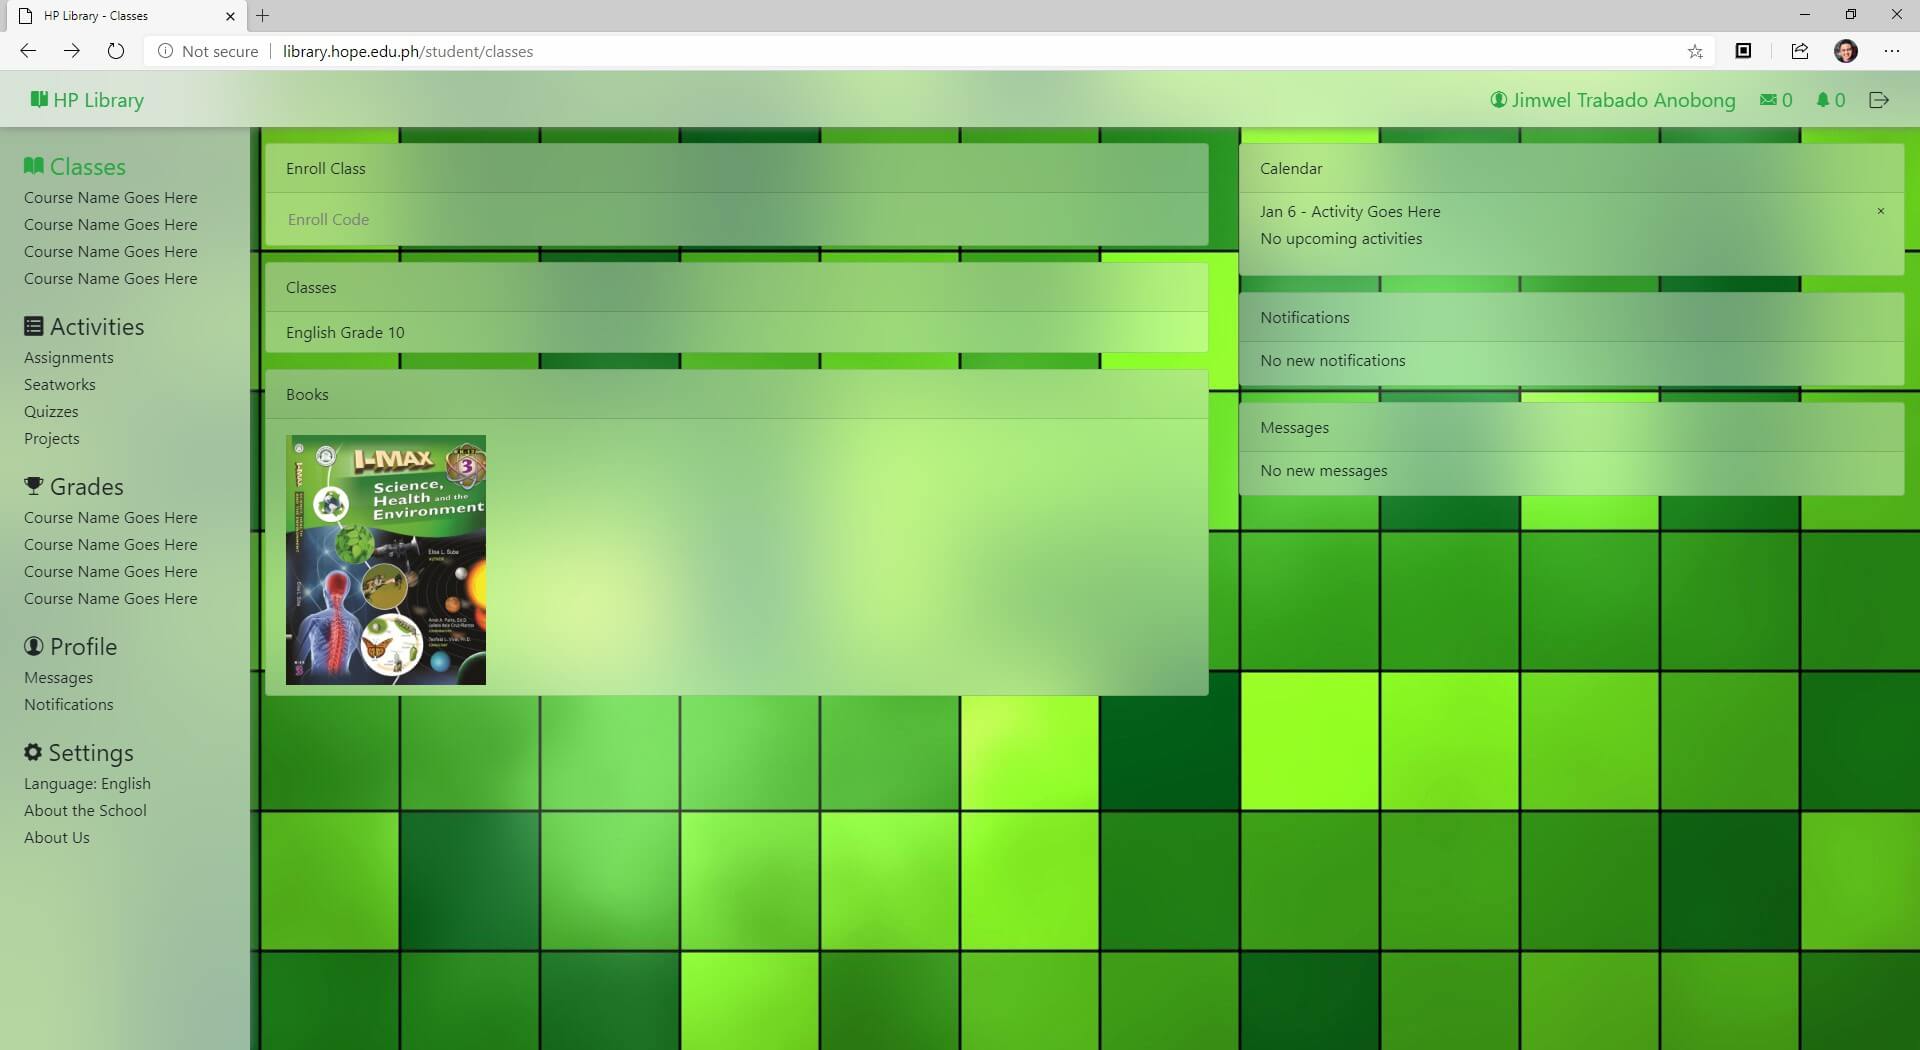 HP Library - Classes
Not secure
library.hope.edu.ph/student/classes
HP Library
Jimwel Trabado Anobong
0
0
Classes
Course Name Goes Here
Course Name Goes Here
Course Name Goes Here
Course Name Goes Here
Activities
Assignments
Seatworks
Quizzes
Projects
Grades
Course Name Goes Here
Course Name Goes Here
Course Name Goes Here
Course Name Goes Here
Profile
Messages
Notifications
Settings
Language: English
About the School
About Us
Enroll Class
Enroll Code
Classes
English Grade 10
Books
I-MAX
3
Science,
Health and the
Environment
I-MAX
Calendar
Jan 6 - Activity Goes Here
No upcoming activities
Notifications
No new notifications
Messages
No new messages